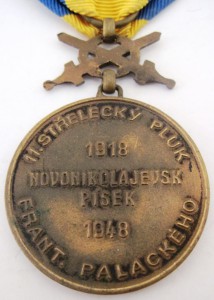 11. STŘELECKÝ PLUK
1918
NOVONIKOLAJEVSK
PÍSEK
1948
FRANT. PALACKÉHO